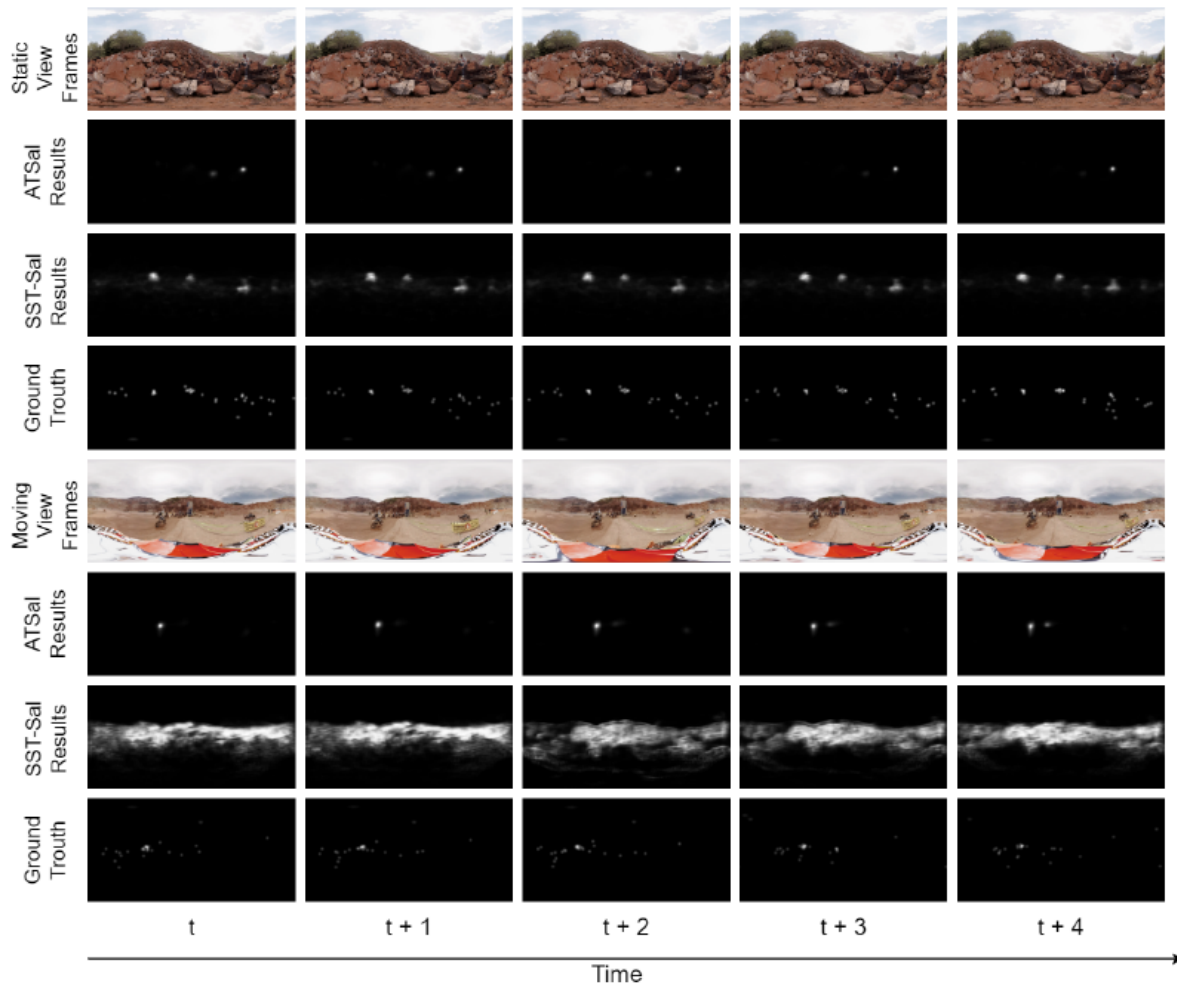 Static
View
Frames
ATSal
Results
SST-Sal
Results
Ground
Trouth
Moving
View
Frames
ATSal
Results
SST-Sal
Results
Ground
Trouth
t
t + 1
t + 2
t + 3
t + 4
Time